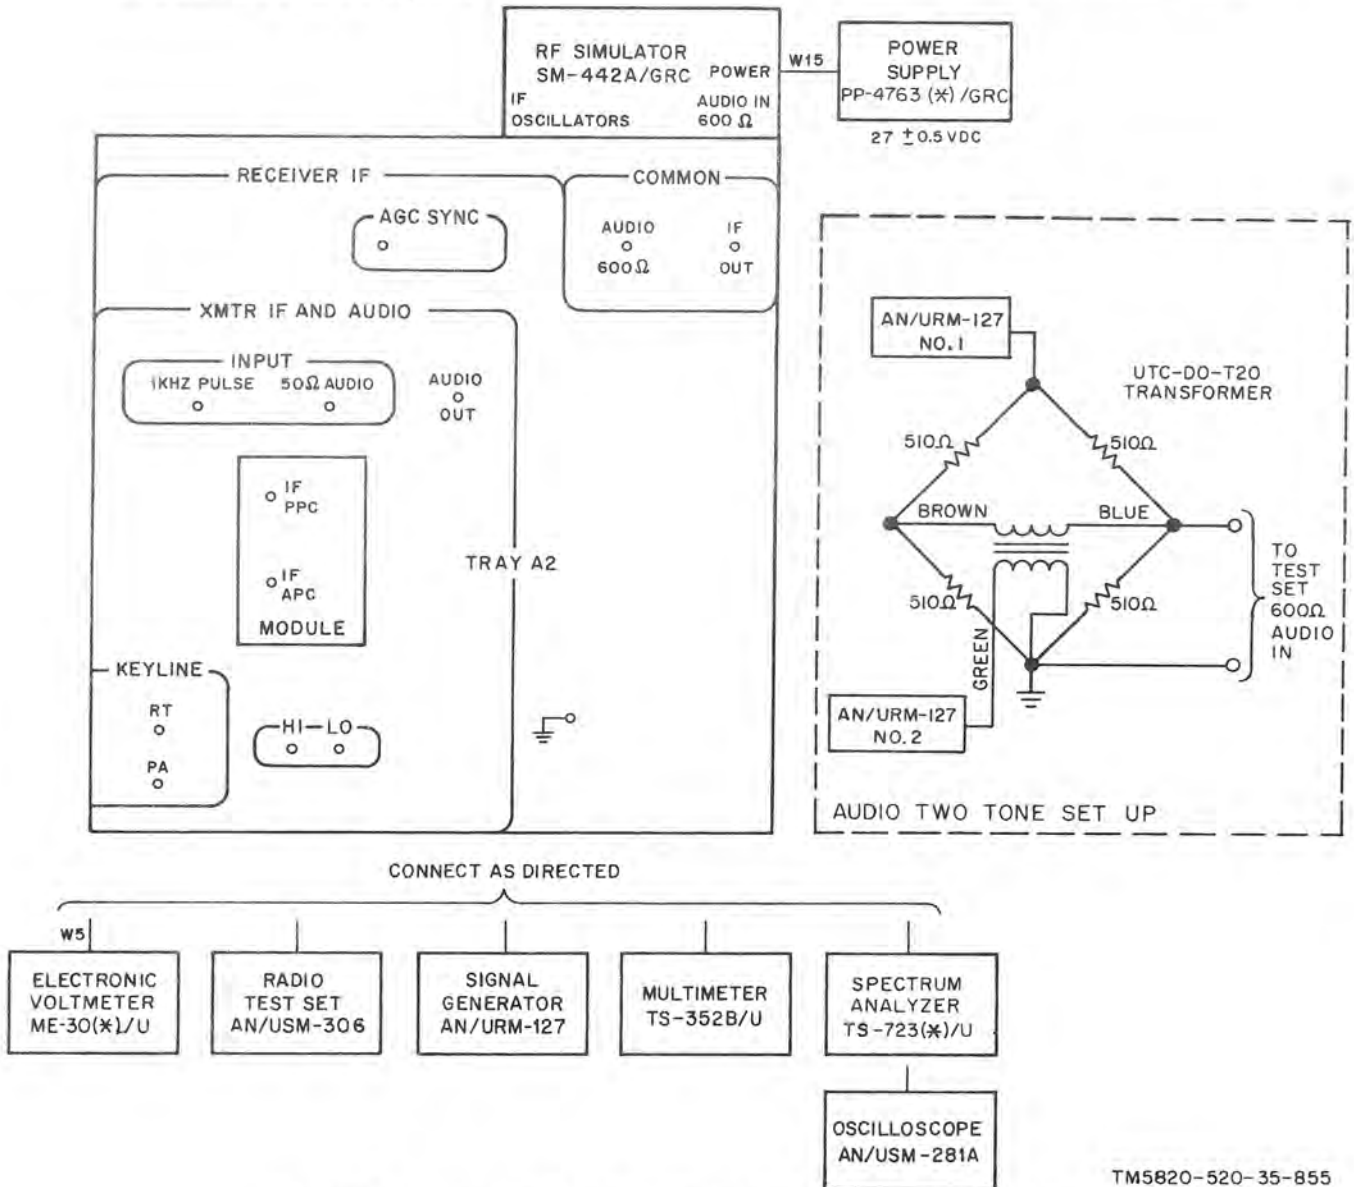 RF SIMULATOR
SM-442A/GRC
POWER
IF
OSCILLATORS
AUDIO IN
600 Ω
W15
POWER
SUPPLY
PP-4763 (*)/GRC
27 ± 0.5 VDC
RECEIVER IF
AGC SYNC
COMMON
AUDIO
600Ω
IF
OUT
XMTR IF AND AUDIO
INPUT
1KHZ PULSE
50Ω AUDIO
AUDIO
OUT
IF
PPC
IF
APC
MODULE
TRAY A2
KEYLINE
RT
PA
HI
LO
AN/URM-127
NO.1
UTC-DO-T20
TRANSFORMER
510Ω
510Ω
BROWN
BLUE
510Ω
510Ω
GREEN
AN/URM-127
NO.2
TO
TEST
SET
600Ω
AUDIO
IN
AUDIO TWO TONE SET UP
CONNECT AS DIRECTED
W5
ELECTRONIC
VOLTMETER
ME-30(*)/U
RADIO
TEST SET
AN/USM-306
SIGNAL
GENERATOR
AN/URM-127
MULTIMETER
TS-352B/U
SPECTRUM
ANALYZER
TS-723(*)/U
OSCILLOSCOPE
AN/USM-281A
TM5820-520-35-855